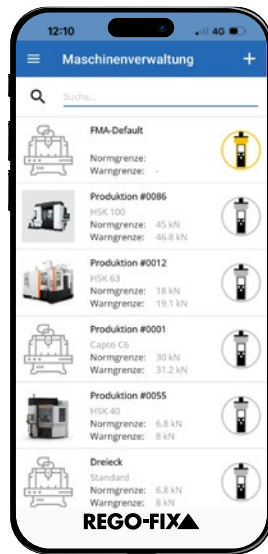 12:10
4G
Maschinenverwaltung
Suche...
FMA-Default
Normgrenze:
Warngrenze: -
Produktion #0086
HSK 100
Normgrenze: 45 kN
Warngrenze: 46.8 kN
Produktion #0012
HSK 63
Normgrenze: 18 kN
Warngrenze: 19.1 kN
Produktion #0001
Capto C6
Normgrenze: 30 kN
Warngrenze: 31.2 kN
Produktion #0055
HSK 40
Normgrenze: 6.8 kN
Warngrenze: 8 kN
Dreieck
Standard
Normgrenze: 6.8 kN
Warngrenze: 8 kN
REGO-FIX